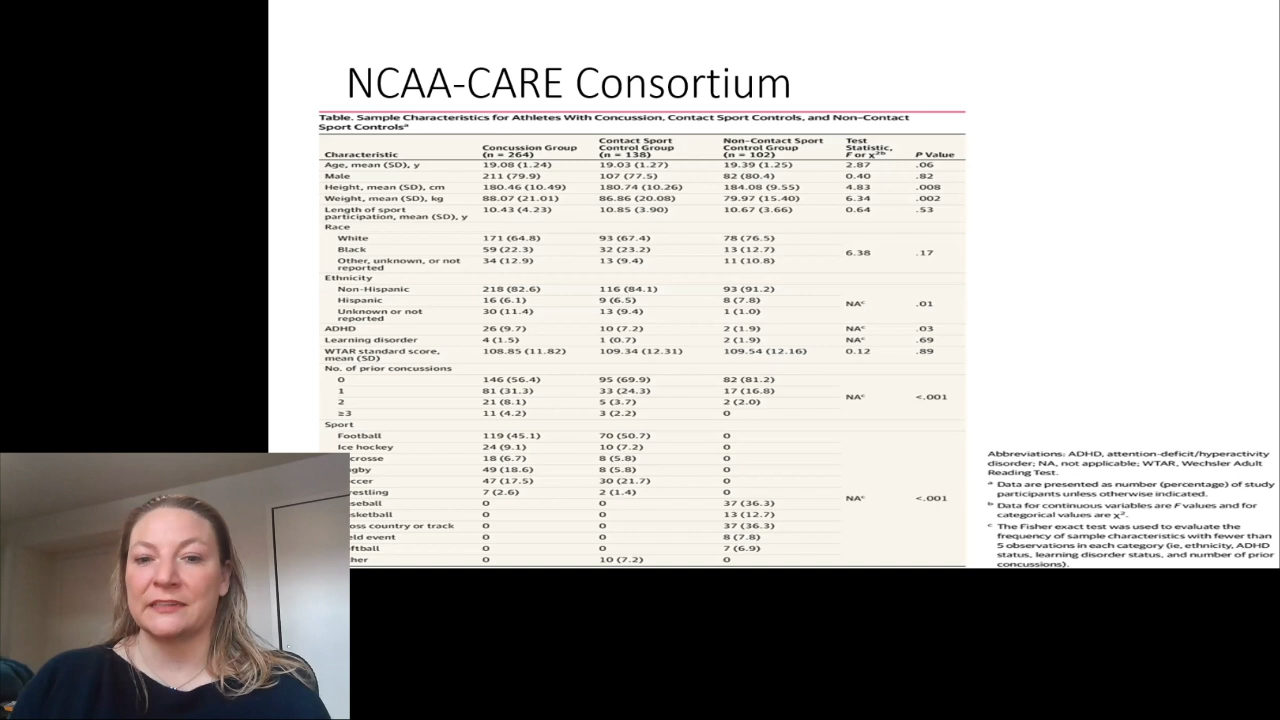 NCAA-CARE Consortium
Table. Sample Characteristics for Athletes With Concussion, Contact Sport Controls, and Non-Contact
Sport Controlsᵃ
Characteristic Concussion Group (n = 264) Contact Sport Control Group (n = 138) Non-Contact Sport Control Group (n = 102) Test Statistic, F or χ²ᵇ P Value
Age, mean (SD), y 19.08 (1.24) 19.03 (1.27) 19.39 (1.25) 2.87 .06
Male 211 (79.9) 107 (77.5) 82 (80.4) 0.40 .82
Height, mean (SD), cm 180.46 (10.49) 180.74 (10.26) 184.08 (9.55) 4.83 .008
Weight, mean (SD), kg 88.07 (21.01) 86.86 (20.08) 79.97 (15.40) 6.34 .002
Length of sport 10.43 (4.23) 10.85 (3.90) 10.67 (3.66) 0.64 .53
participation, mean (SD), y
Race
White 171 (64.8) 93 (67.4) 78 (76.5)
Black 59 (22.3) 32 (23.2) 13 (12.7)
6.38 .17
Other, unknown, or not 34 (12.9) 13 (9.4) 11 (10.8)
reported
Ethnicity
Non-Hispanic 218 (82.6) 116 (84.1) 93 (91.2)
Hispanic 16 (6.1) 9 (6.5) 8 (7.8)
NAᶜ .01
Unknown or not 30 (11.4) 13 (9.4) 1 (1.0)
reported
ADHD 26 (9.7) 10 (7.2) 2 (1.9) NAᶜ .03
Learning disorder 4 (1.5) 1 (0.7) 2 (1.9) NAᶜ .69
WTAR standard score, 108.85 (11.82) 109.34 (12.31) 109.54 (12.16) 0.12 .89
mean (SD)
No. of prior concussions
0 146 (56.4) 95 (69.9) 82 (81.2)
1 81 (31.3) 33 (24.3) 17 (16.8)
NAᶜ <.001
2 21 (8.1) 5 (3.7) 2 (2.0)
≥3 11 (4.2) 3 (2.2) 0
Sport
Football 119 (45.1) 70 (50.7) 0
Ice hockey 24 (9.1) 10 (7.2) 0
crosse 18 (6.7) 8 (5.8) 0
gby 49 (18.6) 8 (5.8) 0
ccer 47 (17.5) 30 (21.7) 0
restling 7 (2.6) 2 (1.4) 0
NAᶜ <.001
seball 0 0 37 (36.3)
sketball 0 0 13 (12.7)
oss country or track 0 0 37 (36.3)
eld event 0 0 8 (7.8)
ftball 0 0 7 (6.9)
her 0 10 (7.2) 0
Abbreviations: ADHD, attention-deficit/hyperactivity
disorder; NA, not applicable; WTAR, Wechsler Adult
Reading Test.
ᵃ Data are presented as number (percentage) of study
participants unless otherwise indicated.
ᵇ Data for continuous variables are F values and for
categorical values are χ².
ᶜ The Fisher exact test was used to evaluate the
frequency of sample characteristics with fewer than
5 observations in each category (ie, ethnicity, ADHD
status, learning disorder status, and number of prior
concussions).